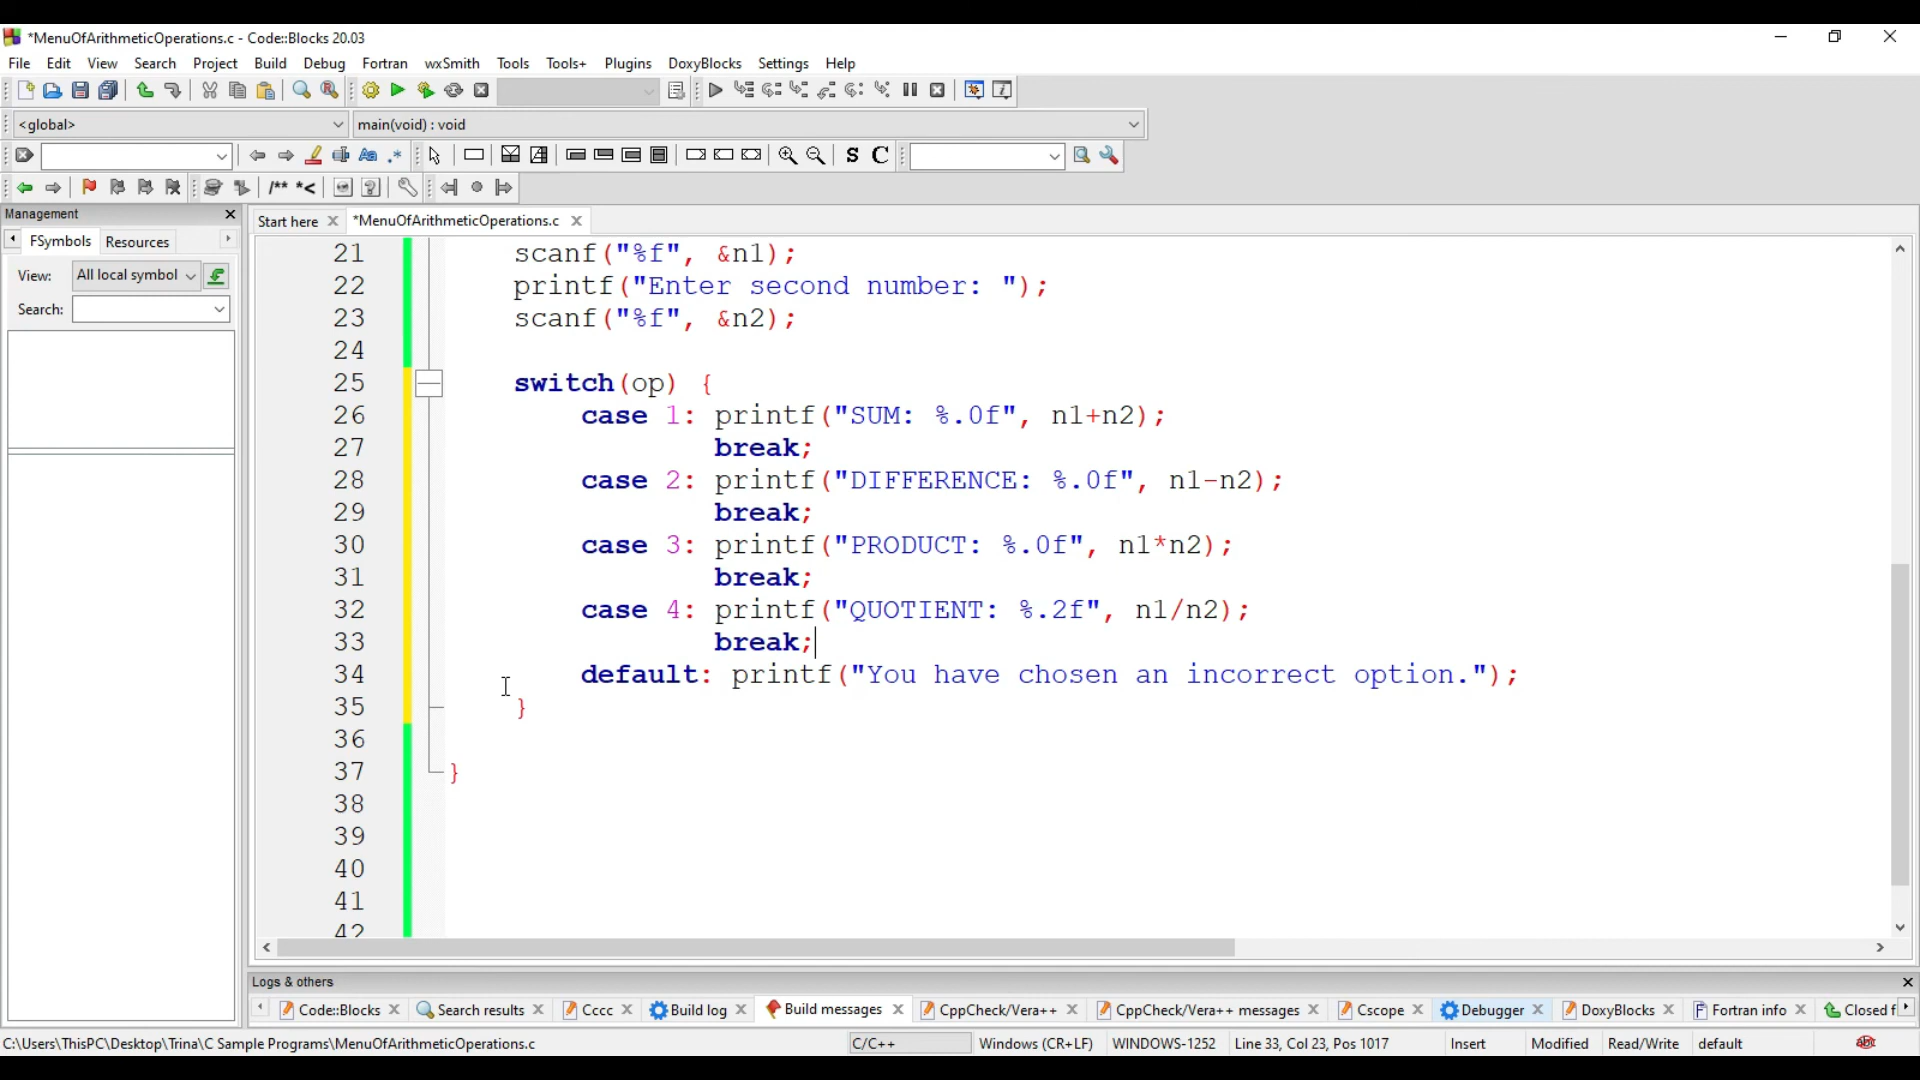 *MenuOfArithmeticOperations.c - Code::Blocks 20.03
File Edit View Search Project Build Debug Fortran wxSmith Tools Tools+ Plugins DoxyBlocks Settings Help
<global> main(void) : void
S C
/** *<
Management
Start here *MenuOfArithmeticOperations.c
FSymbols Resources
View: All local symbol
Search:
21 scanf("%f", &n1);
22 printf("Enter second number: ");
23 scanf("%f", &n2);
24
25 switch(op) {
26 case 1: printf("SUM: %.0f", n1+n2);
27 break;
28 case 2: printf("DIFFERENCE: %.0f", n1-n2);
29 break;
30 case 3: printf("PRODUCT: %.0f", n1*n2);
31 break;
32 case 4: printf("QUOTIENT: %.2f", n1/n2);
33 break;
34 default: printf("You have chosen an incorrect option.");
35 }
36
37 }
38
39
40
41
42
Logs & others
Code::Blocks Search results Cccc Build log Build messages CppCheck/Vera++ CppCheck/Vera++ messages Cscope Debugger DoxyBlocks Fortran info Closed f
C:\Users\ThisPC\Desktop\Trina\C Sample Programs\MenuOfArithmeticOperations.c C/C++ Windows (CR+LF) WINDOWS-1252 Line 33, Col 23, Pos 1017 Insert Modified Read/Write default